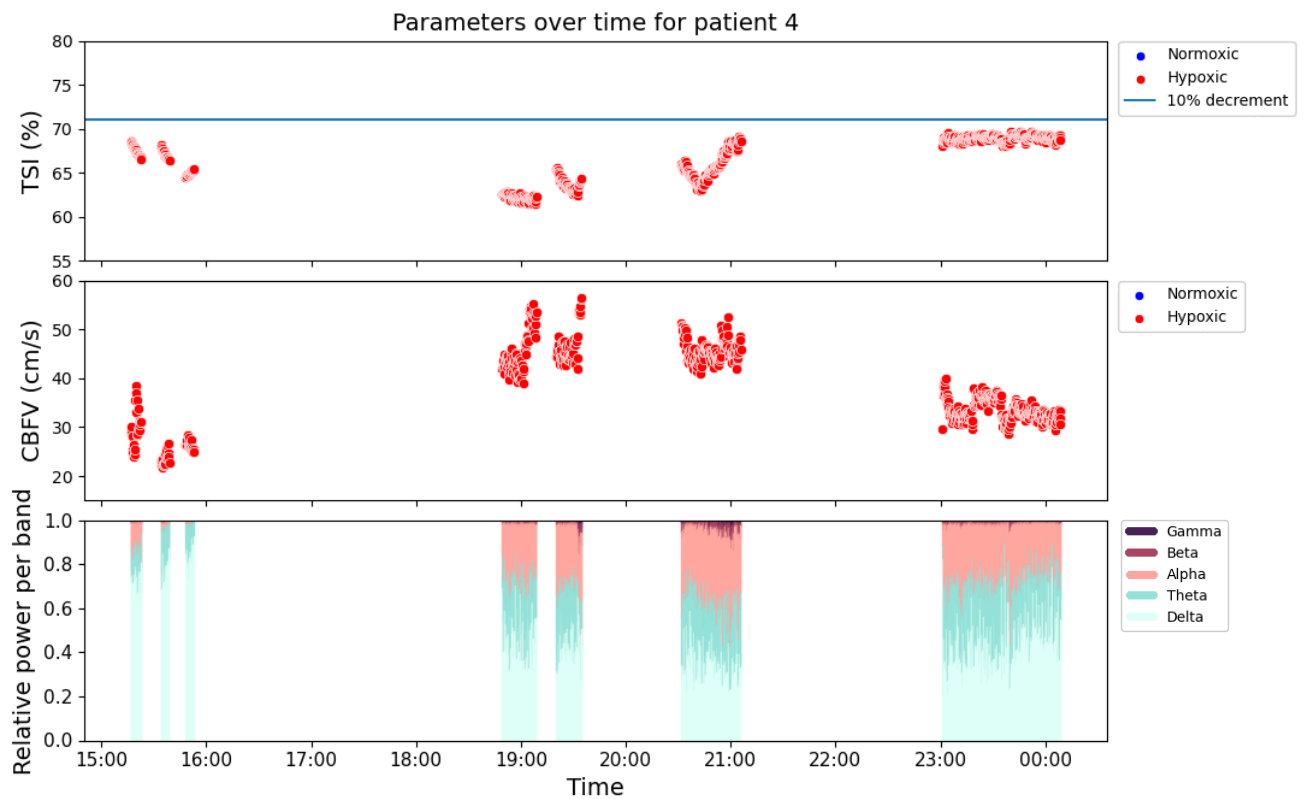 Parameters over time for patient 4
TSI (%)
80
75
70
65
60
55
Normoxic
Hypoxic
10% decrement
CBFV (cm/s)
60
50
40
30
20
Normoxic
Hypoxic
Relative power per band
1.0
0.8
0.6
0.4
0.2
0.0
Gamma
Beta
Alpha
Theta
Delta
15:00 16:00 17:00 18:00 19:00 20:00 21:00 22:00 23:00 00:00
Time